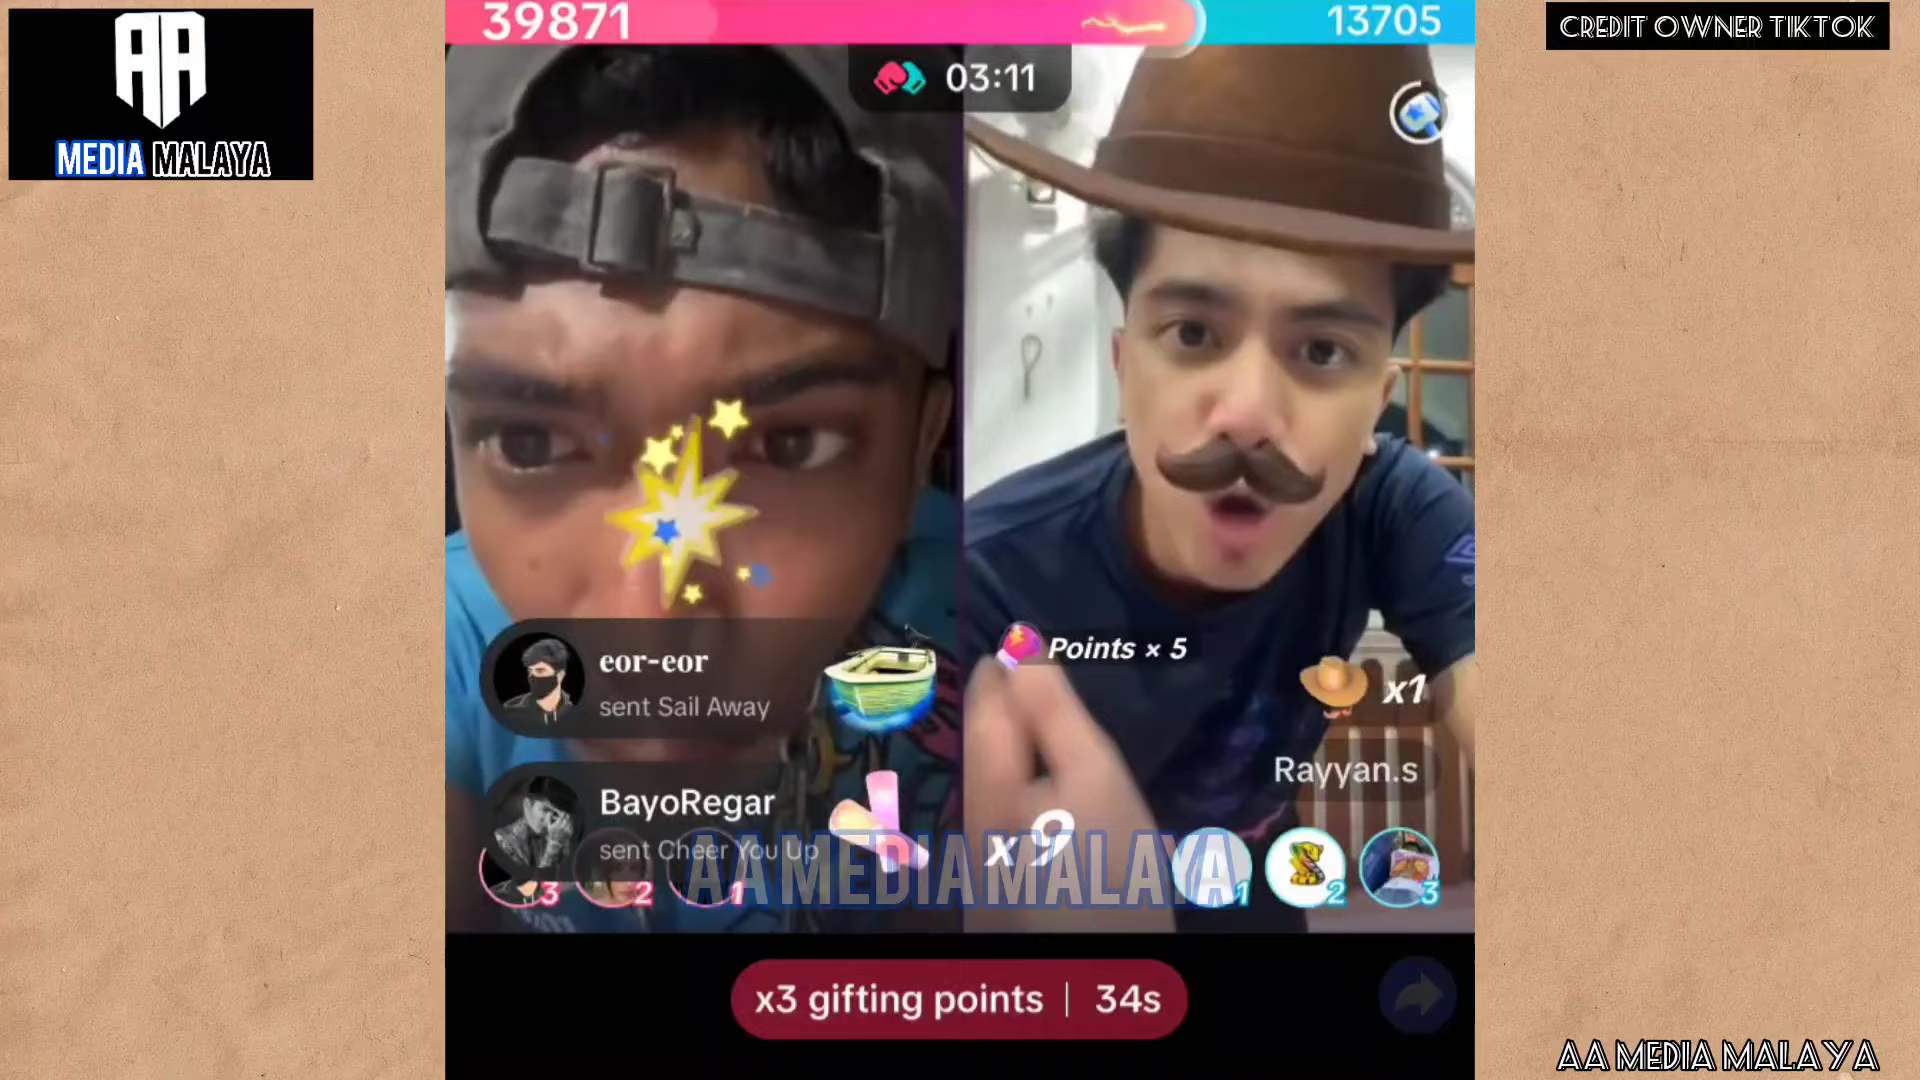 39871
13705
CREDIT OWNER TIKTOK
AA
MEDIA MALAYA
03:11
eor-eor
sent Sail Away
Points × 5
x1
Rayyan.s
BayoRegar
sent Cheer You Up
x9
3
2
1
AA MEDIA MALAYA
1
2
3
x3 gifting points | 34s
AA MEDIA MALAYA